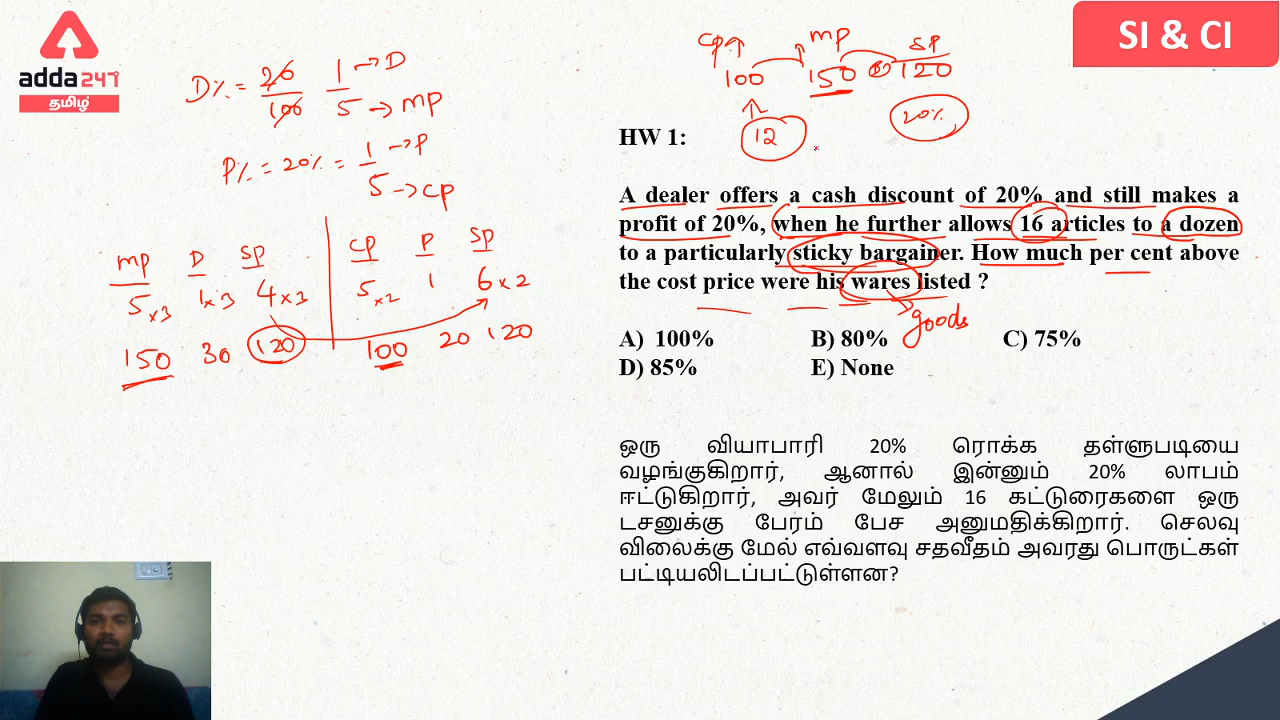 SI & CI
adda247
தமிழ்
D% = 20/100 1/5 → D → MP
P% = 20% = 1/5 → P → CP
MP D SP
5×3 1×3 4×3
150 30 120
CP P SP
5×2 1 6×2
100 20 120
CP↑ MP SP
100 150 120
12
20%
HW 1:
A dealer offers a cash discount of 20% and still makes a
profit of 20%, when he further allows 16 articles to a dozen
to a particularly sticky bargainer. How much per cent above
the cost price were his wares listed ?
goods
A) 100% B) 80% C) 75%
D) 85% E) None
ஒரு வியாபாரி 20% ரொக்க தள்ளுபடியை
வழங்குகிறார், ஆனால் இன்னும் 20% லாபம்
ஈட்டுகிறார், அவர் மேலும் 16 கட்டுரைகளை ஒரு
டசனுக்கு பேரம் பேச அனுமதிக்கிறார். செலவு
விலைக்கு மேல் எவ்வளவு சதவீதம் அவரது பொருட்கள்
பட்டியலிடப்பட்டுள்ளன?